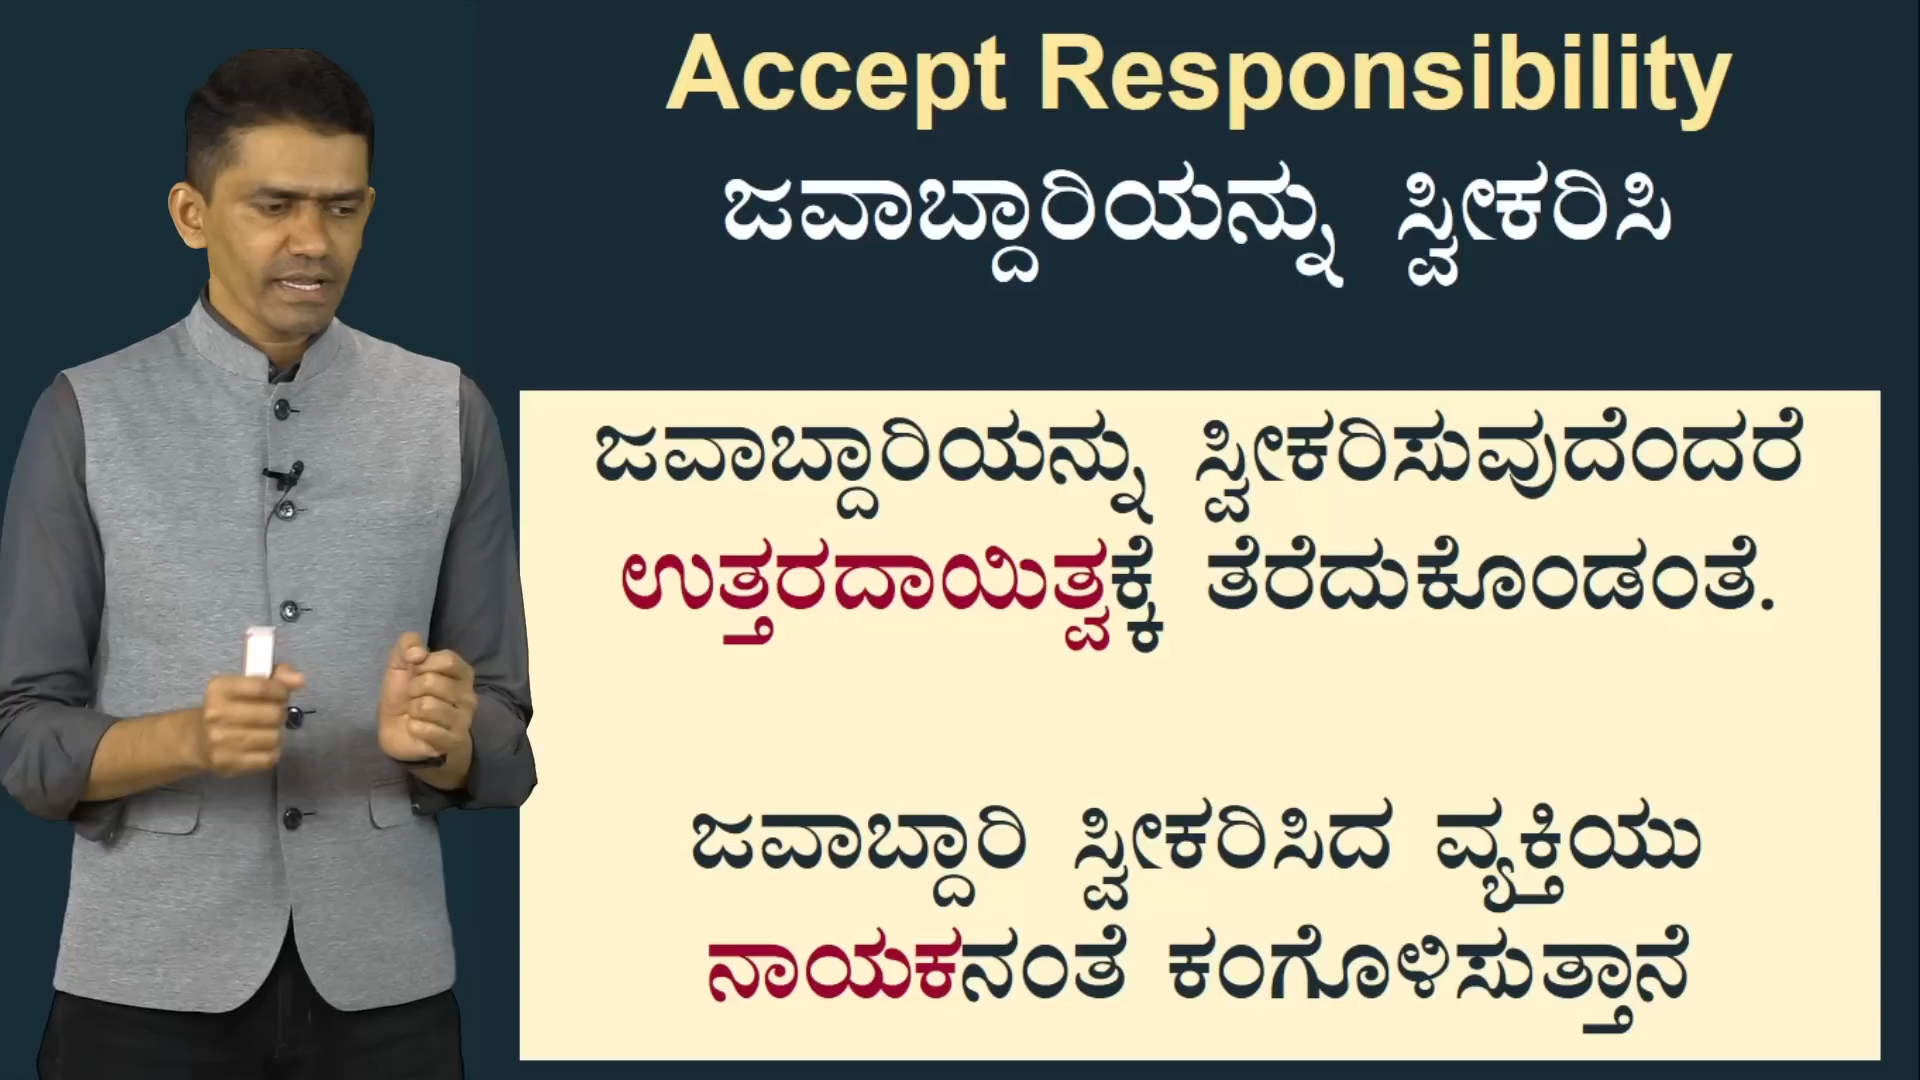 Accept Responsibility
ಜವಾಬ್ದಾರಿಯನ್ನು ಸ್ವೀಕರಿಸಿ
ಜವಾಬ್ದಾರಿಯನ್ನು ಸ್ವೀಕರಿಸುವುದೆಂದರೆ
ಉತ್ತರದಾಯಿತ್ವಕ್ಕೆ ತೆರೆದುಕೊಂಡಂತೆ.
ಜವಾಬ್ದಾರಿ ಸ್ವೀಕರಿಸಿದ ವ್ಯಕ್ತಿಯು
ನಾಯಕನಂತೆ ಕಂಗೊಳಿಸುತ್ತಾನೆ